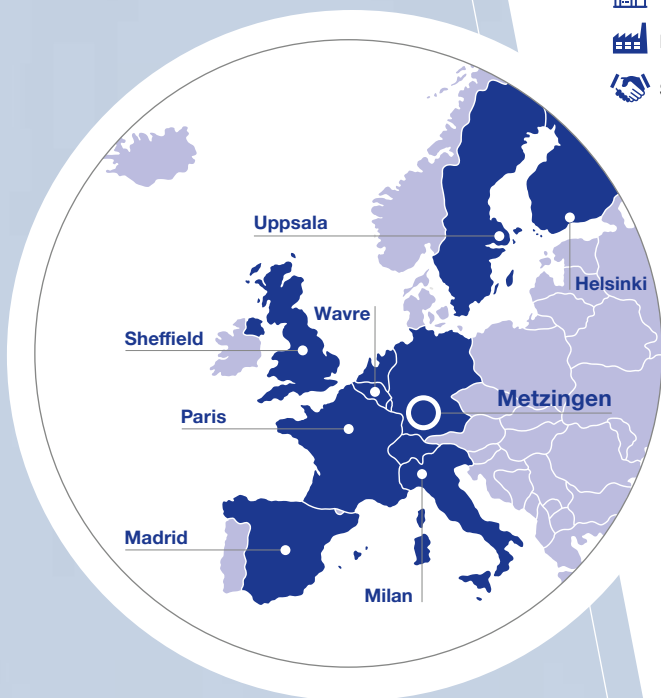 Uppsala
Helsinki
Wavre
Sheffield
Metzingen
Paris
Madrid
Milan